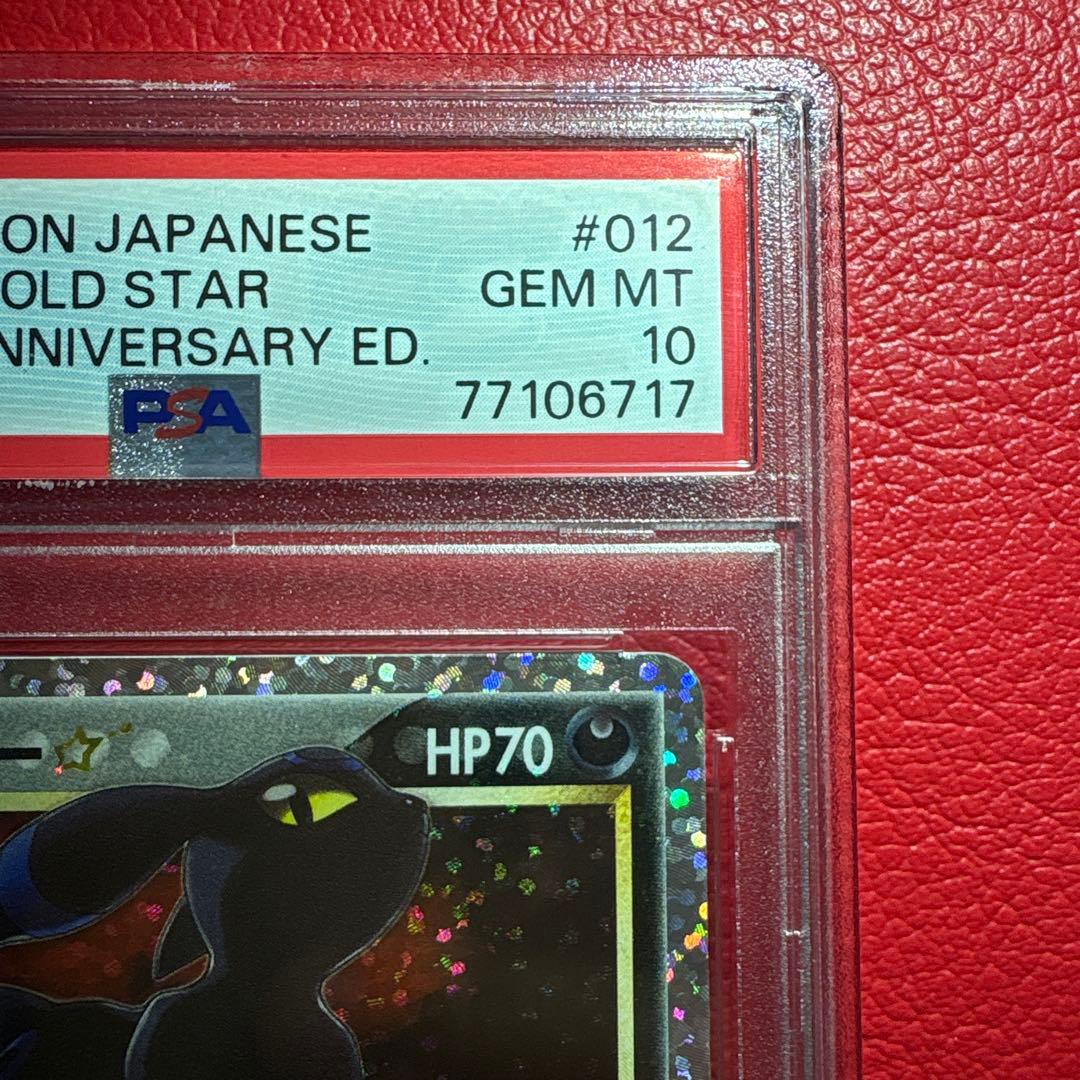 ON JAPANESE #012
OLD STAR GEM MT
NNIVERSARY ED. 10
PSA 77106717
HP70